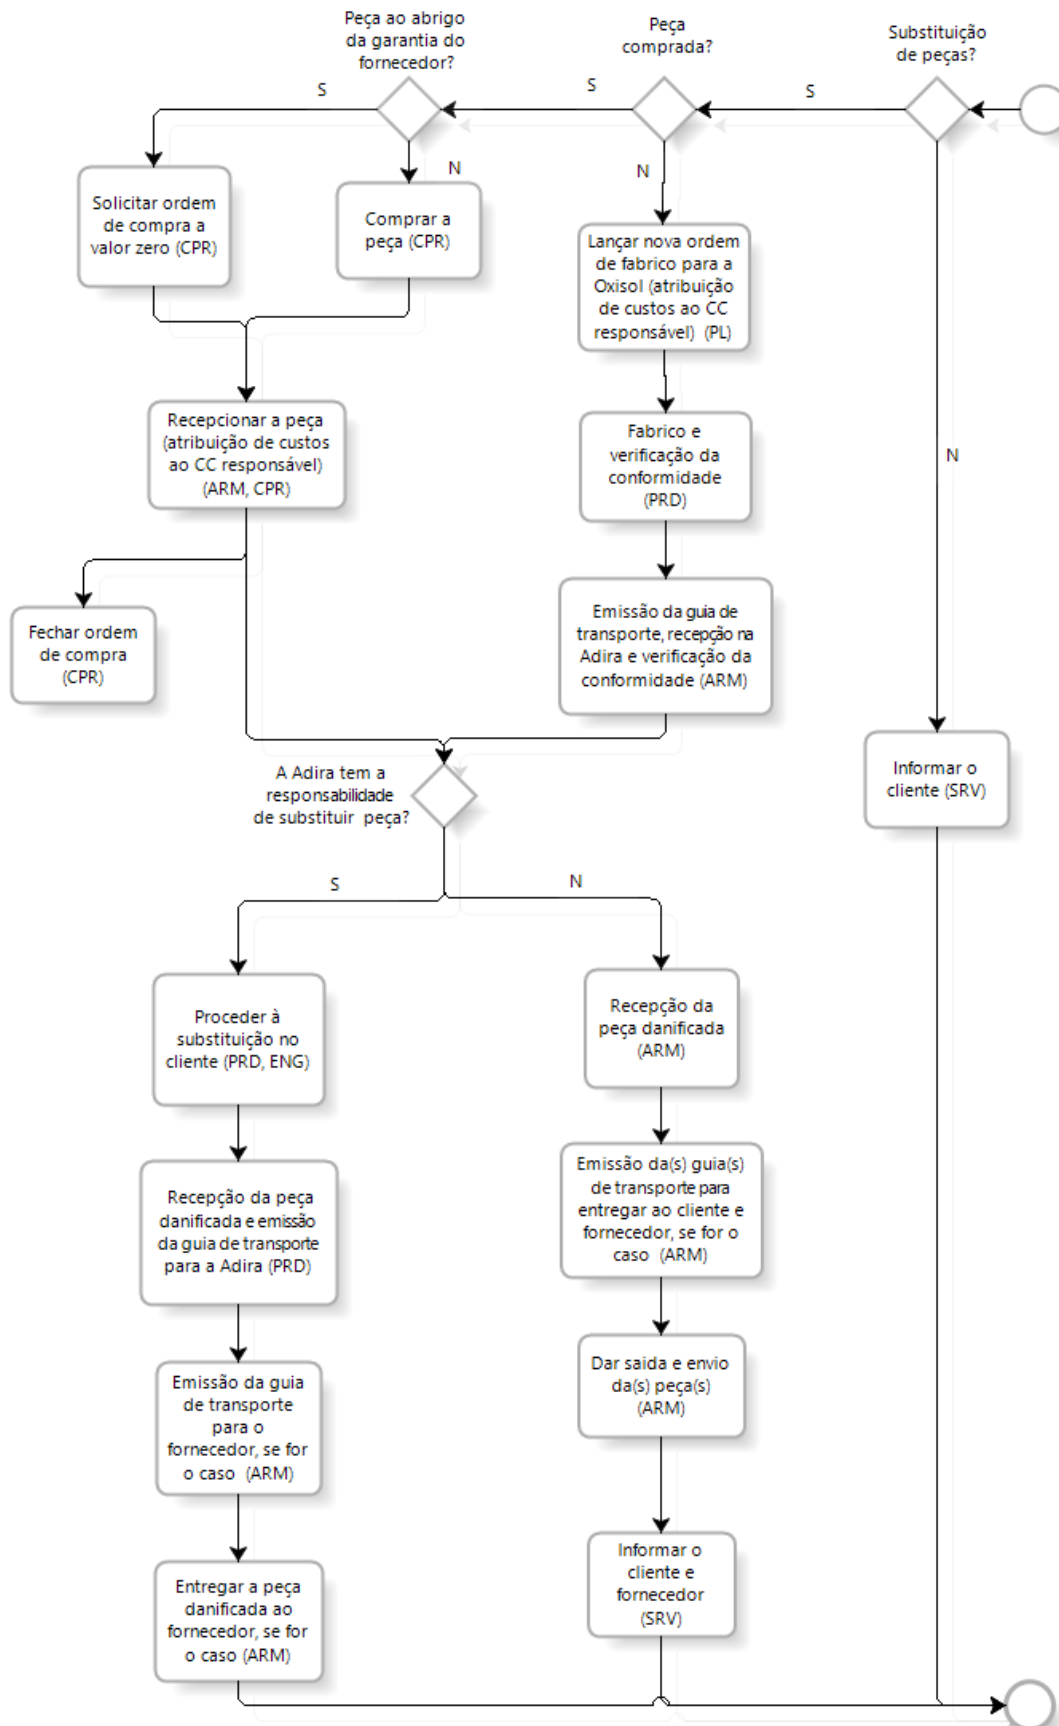 Peça ao abrigo
da garantia do
fornecedor?
Peça
comprada?
Substituição
de peças?
S
S
S
N
N
Solicitar ordem
de compra a
valor zero (CPR)
Comprar a
peça (CPR)
Lançar nova ordem
de fabrico para a
Oxisol (atribuição
de custos ao CC
responsável) (PL)
Recepcionar a peça
(atribuição de custos
ao CC responsável)
(ARM, CPR)
Fabrico e
verificação da
conformidade
(PRD)
N
Fechar ordem
de compra
(CPR)
Emissão da guia de
transporte, recepção na
Adira e verificação da
conformidade (ARM)
Informar o
cliente (SRV)
A Adira tem a
responsabilidade
de substituir peça?
S
N
Proceder à
substituição no
cliente (PRD, ENG)
Recepção da
peça danificada
(ARM)
Recepção da peça
danificada e emissão
da guia de transporte
para a Adira (PRD)
Emissão da(s) guia(s)
de transporte para
entregar ao cliente e
fornecedor, se for o
caso (ARM)
Emissão da guia
de transporte
para o
fornecedor, se for
o caso (ARM)
Dar saida e envio
da(s) peça(s)
(ARM)
Entregar a peça
danificada ao
fornecedor, se for
o caso (ARM)
Informar o
cliente e
fornecedor
(SRV)